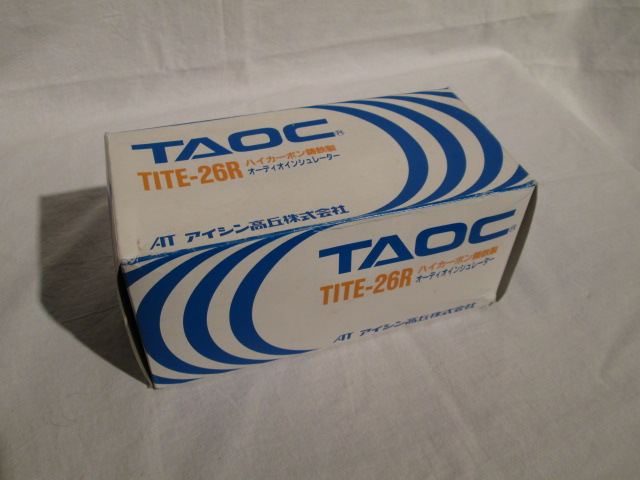 TAOC®
TITE-26R ハイカーボン鋳鉄製
オーディオインシュレーター
AT アイシン高丘株式会社
TAOC®
TITE-26R ハイカーボン鋳鉄製
オーディオインシュレーター
AT アイシン高丘株式会社